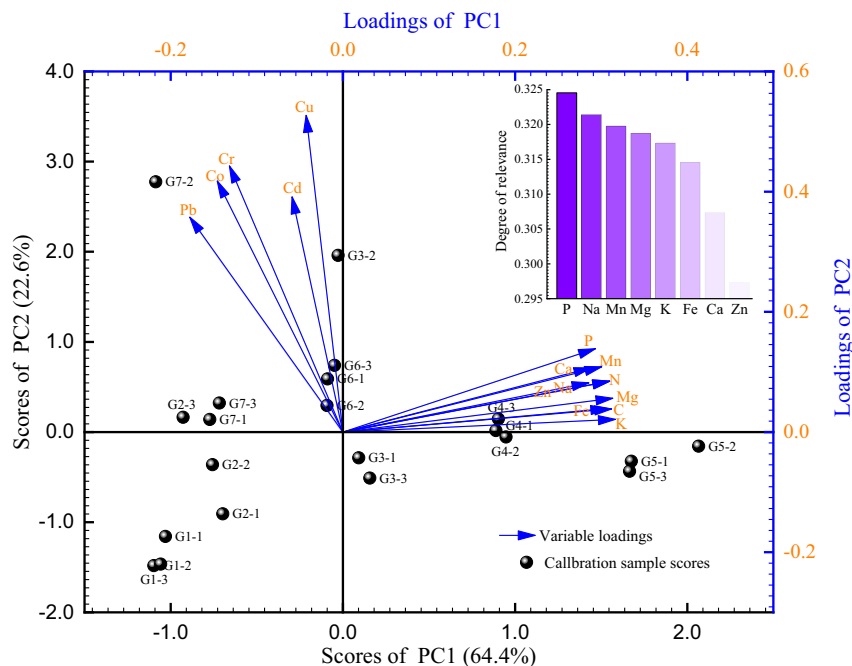 Loadings of PC1
-0.2
0.0
0.2
0.4
4.0
3.0
2.0
1.0
0.0
-1.0
-2.0
Scores of PC2 (22.6%)
0.6
0.4
0.2
0.0
-0.2
Loadings of PC2
Cu
Cr
Co
Cd
Pb
G7-2
G3-2
0.325
0.320
0.315
0.310
0.305
0.300
0.295
Degree of relevance
P Na Mn Mg K Fe Ca Zn
P
Mn
Ca
N
Na
Zn
Mg
Fe
C
K
G6-3
G6-1
G6-2
G7-3
G2-3
G7-1
G4-3
G4-1
G4-2
G5-2
G5-1
G5-3
G3-1
G3-3
G2-2
G2-1
G1-1
G1-2
G1-3
Variable loadings
Callbration sample scores
-1.0
0.0
1.0
2.0
Scores of PC1 (64.4%)